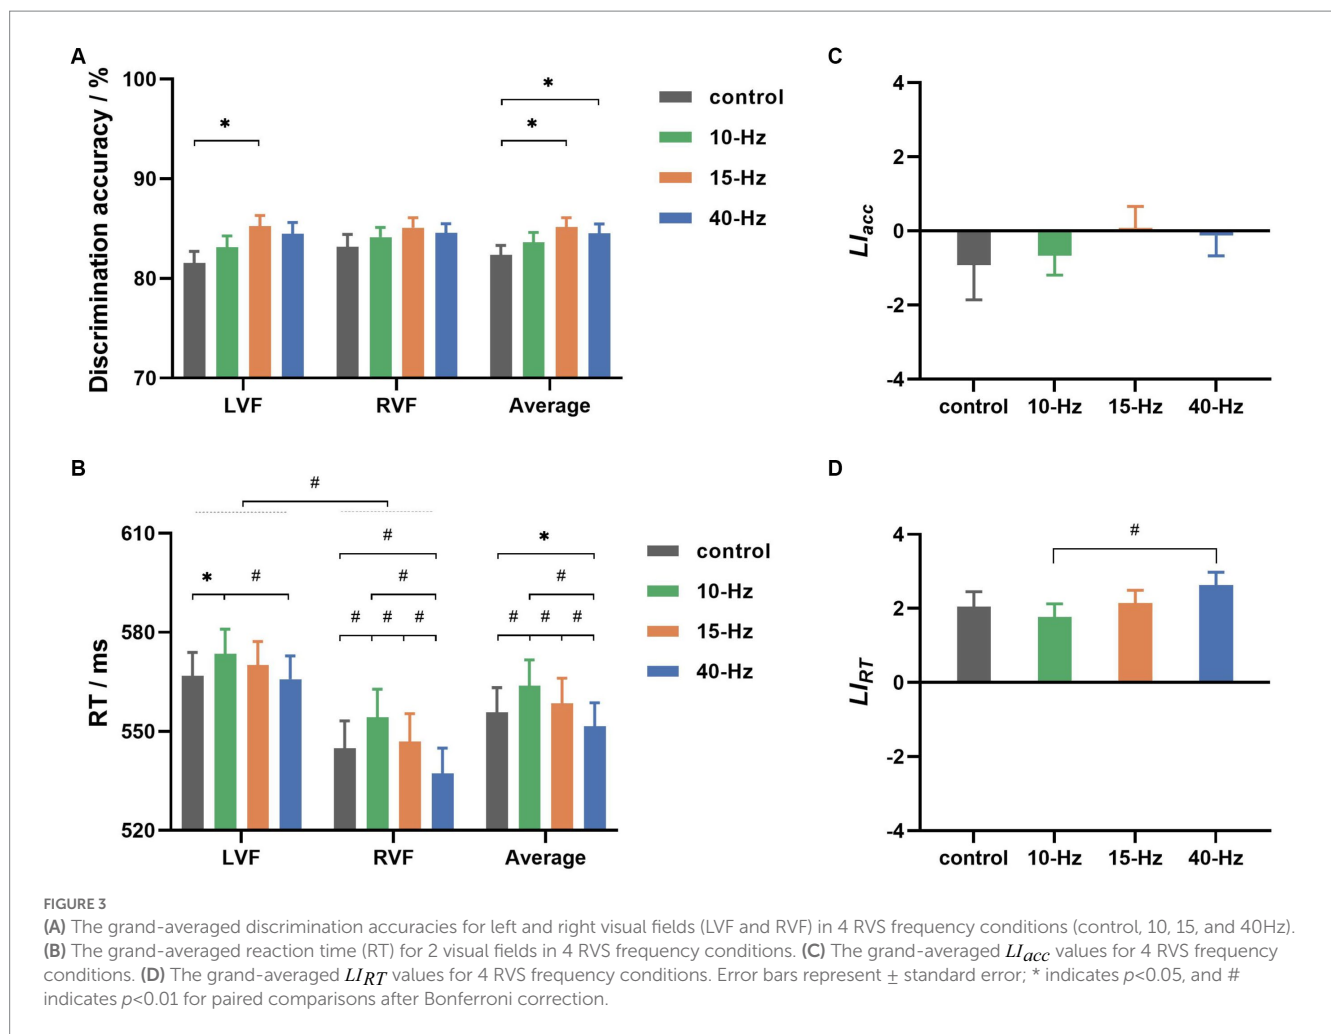 A
Discrimination accuracy / %
100
90
80
70
*
*
*
LVF
RVF
Average
control
10-Hz
15-Hz
40-Hz
C
LIacc
4
2
0
-2
-4
control
10-Hz
15-Hz
40-Hz
B
RT / ms
610
580
550
520
#
#
*
*
#
#
#
#
#
#
#
#
#
LVF
RVF
Average
control
10-Hz
15-Hz
40-Hz
D
LIRT
4
2
0
-2
-4
#
control
10-Hz
15-Hz
40-Hz
FIGURE 3
(A) The grand-averaged discrimination accuracies for left and right visual fields (LVF and RVF) in 4 RVS frequency conditions (control, 10, 15, and 40Hz).
(B) The grand-averaged reaction time (RT) for 2 visual fields in 4 RVS frequency conditions. (C) The grand-averaged LIacc values for 4 RVS frequency
conditions. (D) The grand-averaged LIRT values for 4 RVS frequency conditions. Error bars represent ± standard error; * indicates p<0.05, and #
indicates p<0.01 for paired comparisons after Bonferroni correction.